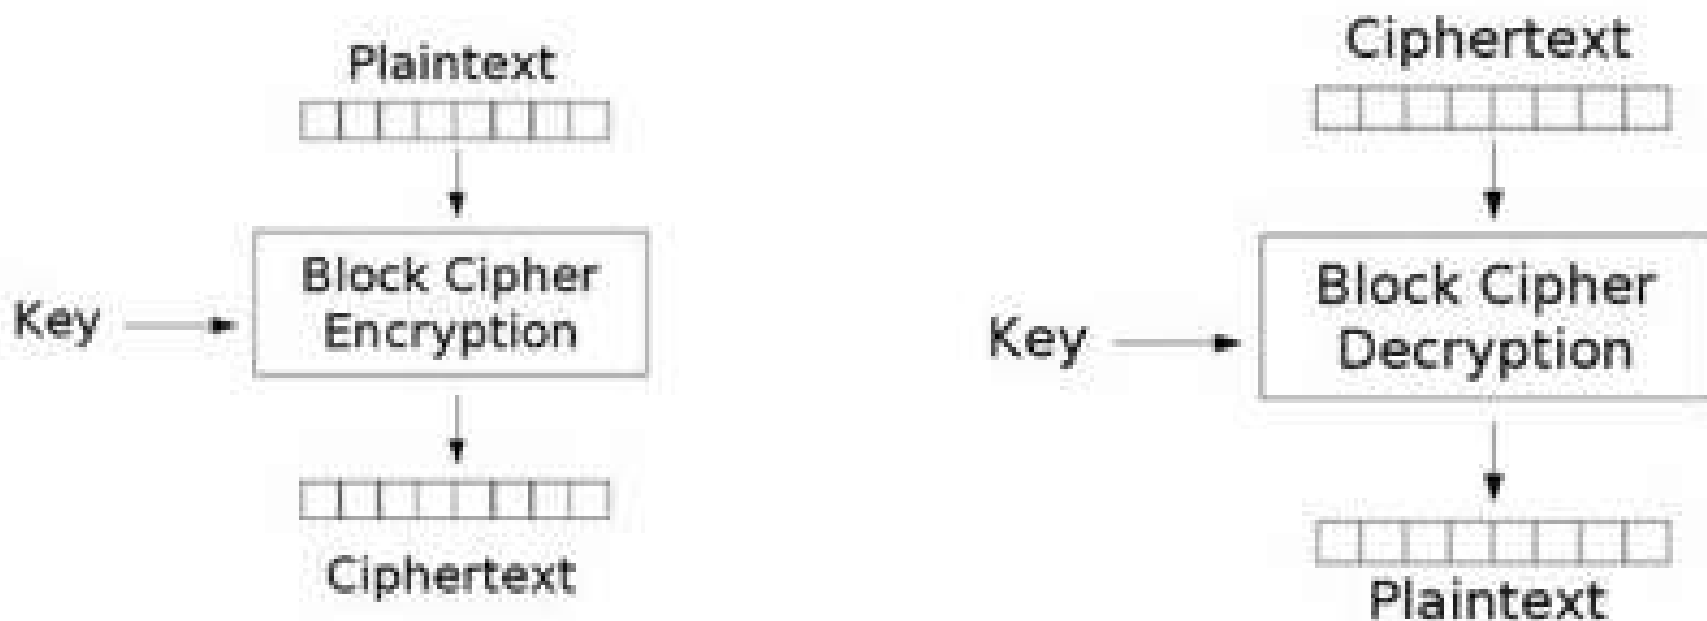 Plaintext
Key
Block Cipher
Encryption
Ciphertext
Ciphertext
Key
Block Cipher
Decryption
Plaintext